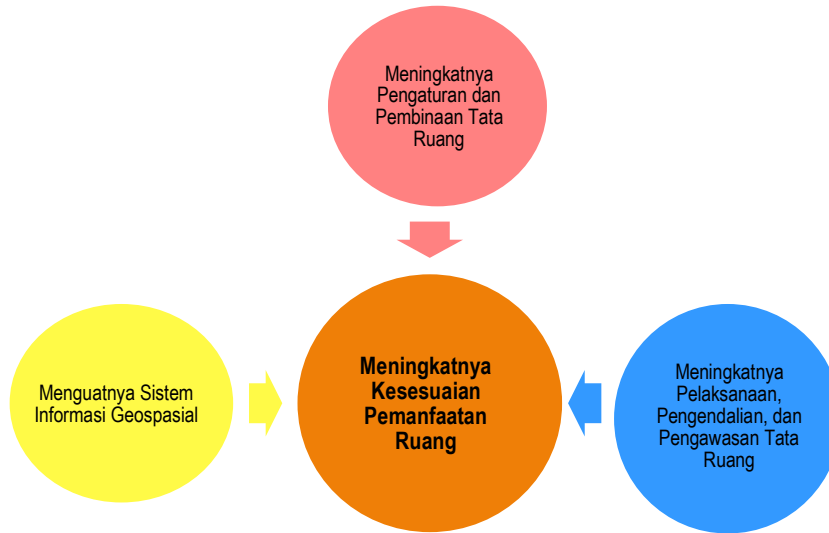 Meningkatnya
Pengaturan dan
Pembinaan Tata
Ruang
Menguatnya Sistem
Informasi Geospasial
Meningkatnya
Kesesuaian
Pemanfaatan
Ruang
Meningkatnya
Pelaksanaan,
Pengendalian, dan
Pengawasan Tata
Ruang